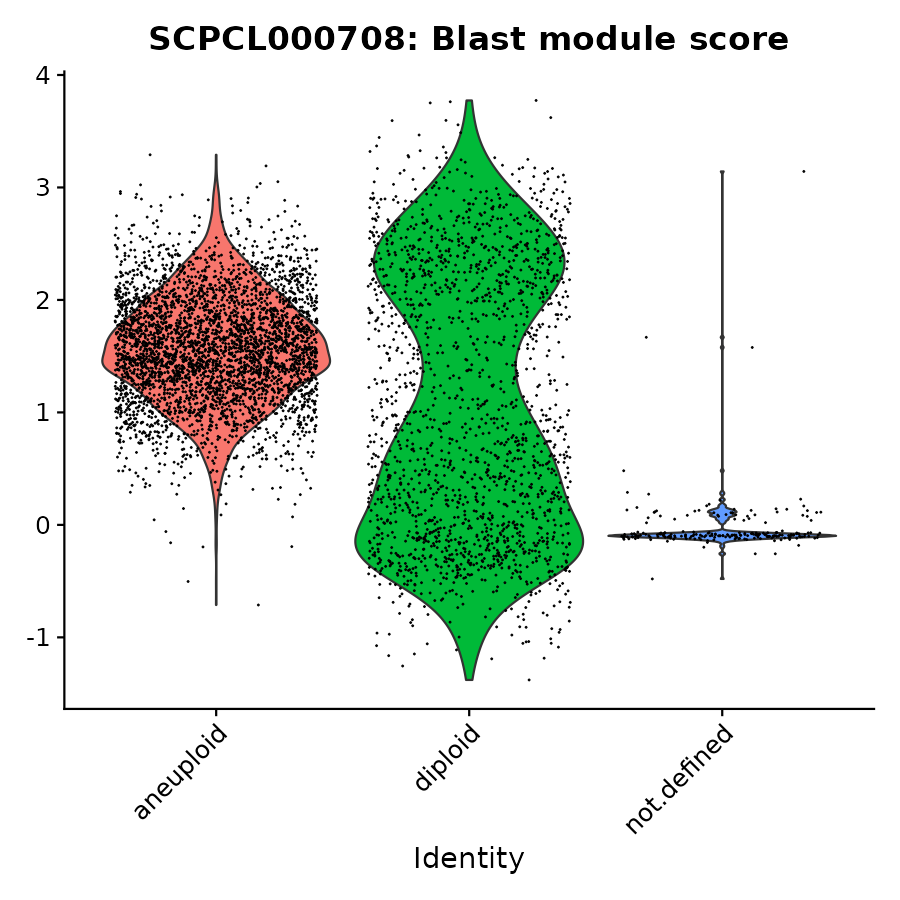 SCPCL000708: Blast module score
4
3
2
1
0
-1
aneuploid
diploid
not.defined
Identity